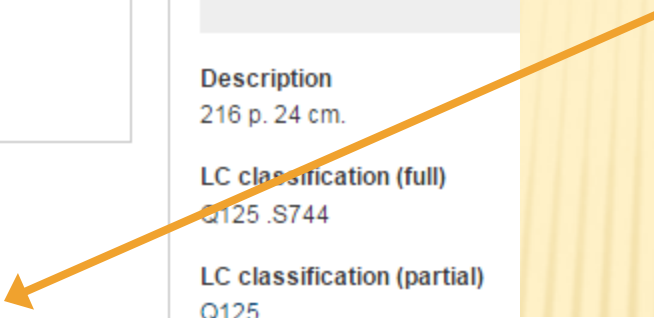 Description
216 p. 24 cm.
LC classification (full)
Q125 .S744
LC classification (partial)
Q125